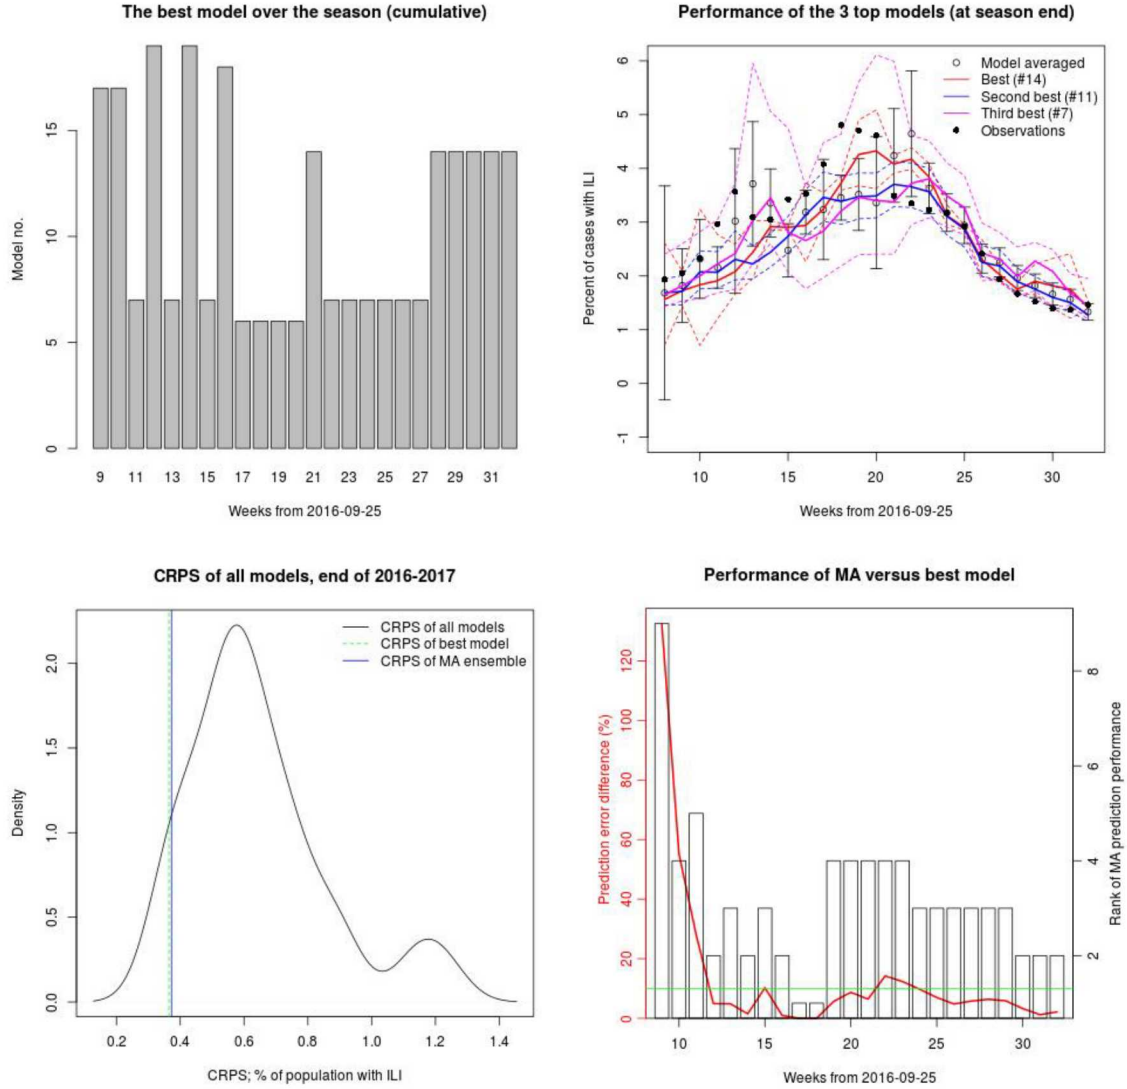 The best model over the season (cumulative)
Model no.
15
10
5
0
9 11 13 15 17 19 21 23 25 27 29 31
Weeks from 2016-09-25
Performance of the 3 top models (at season end)
Percent of cases with ILI
6
5
4
3
2
1
0
-1
Model averaged
Best (#14)
Second best (#11)
Third best (#7)
Observations
10 15 20 25 30
Weeks from 2016-09-25
CRPS of all models, end of 2016-2017
Density
2.0
1.5
1.0
0.5
0.0
CRPS of all models
CRPS of best model
CRPS of MA ensemble
0.2 0.4 0.6 0.8 1.0 1.2 1.4
CRPS; % of population with ILI
Performance of MA versus best model
Prediction error difference (%)
120
100
80
60
40
20
0
8
6
4
2
Rank of MA prediction performance
10 15 20 25 30
Weeks from 2016-09-25